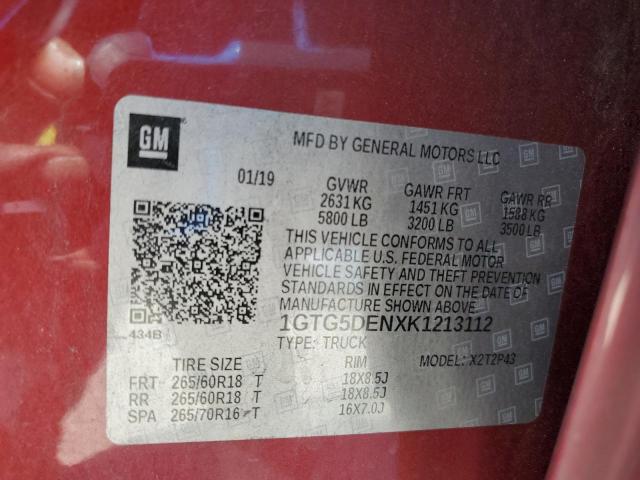 GM
MFD BY GENERAL MOTORS LLC
01/19
GVWR GAWR FRT GAWR RR
2631 KG 1451 KG 1588 KG
5800 LB 3200 LB 3500 LB
THIS VEHICLE CONFORMS TO ALL
APPLICABLE U.S. FEDERAL MOTOR
VEHICLE SAFETY AND THEFT PREVENTION
STANDARDS IN EFFECT ON THE DATE OF
MANUFACTURE SHOWN ABOVE.
434B
1GTG5DENXK1213112
TYPE: TRUCK MODEL: X2T2P43
TIRE SIZE RIM
FRT 265/60R18 T 18X8.5J
RR 265/60R18 T 18X8.5J
SPA 265/70R16 T 16X7.0J